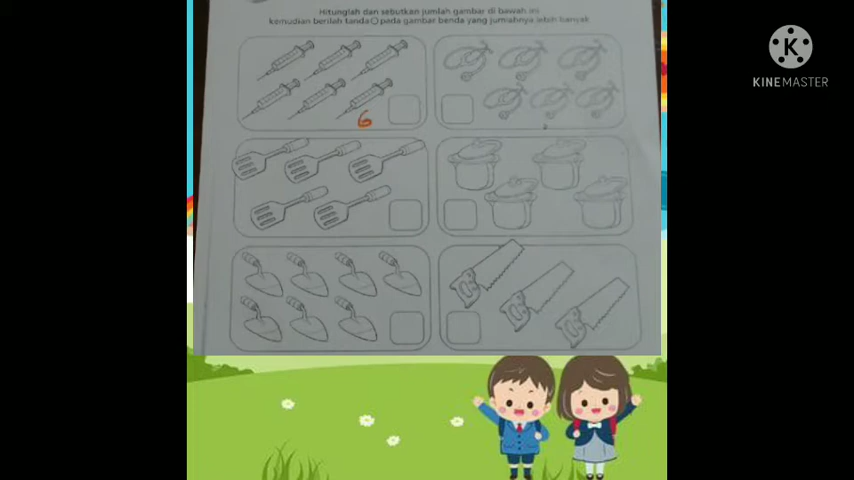 Hitunglah dan sebutkan jumlah gambar di bawah ini
kemudian berilah tanda pada gambar benda yang jumlahnya lebih banyak
6
K
KINEMASTER